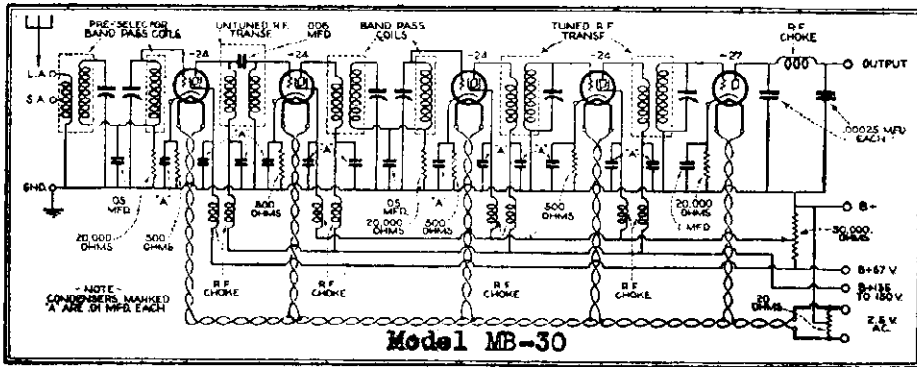 PRE-SELECTOR
BAND PASS COILS
UNTUNED R.F.
TRANSF.
.006
MFD
BAND PASS
COILS
TUNED R.F.
TRANSF
R.F.
CHOKE
-24
-24
-24
-24
-27
OUTPUT
L.A.
S.A.
.00025 MFD
EACH
"A"
"A"
"A"
"A"
"A"
"A"
GND.
.05
MFD.
20,000
OHMS
500
OHMS
500
OHMS
.05
MFD.
20,000
OHMS
500
OHMS
500
OHMS
20,000
OHMS
1 MFD
B-
30,000
OHMS
B+67 V.
B+135
TO 180V.
R.F.
CHOKE
R.F.
CHOKE
R.F.
CHOKE
R.F.
CHOKE
-NOTE-
CONDENSERS MARKED
"A" ARE .01 MFD. EACH
20
OHMS
2.5 V.
A.C.
Model MB-30